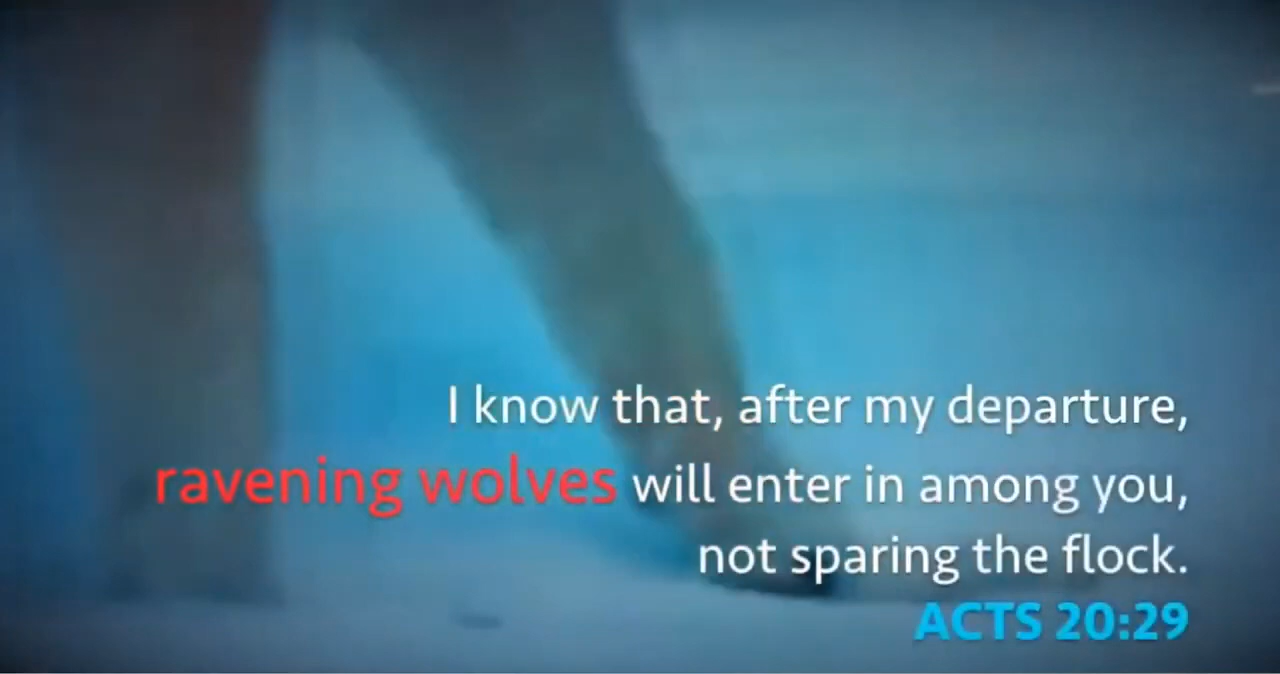 I know that, after my departure,
ravening wolves will enter in among you,
not sparing the flock.
ACTS 20:29